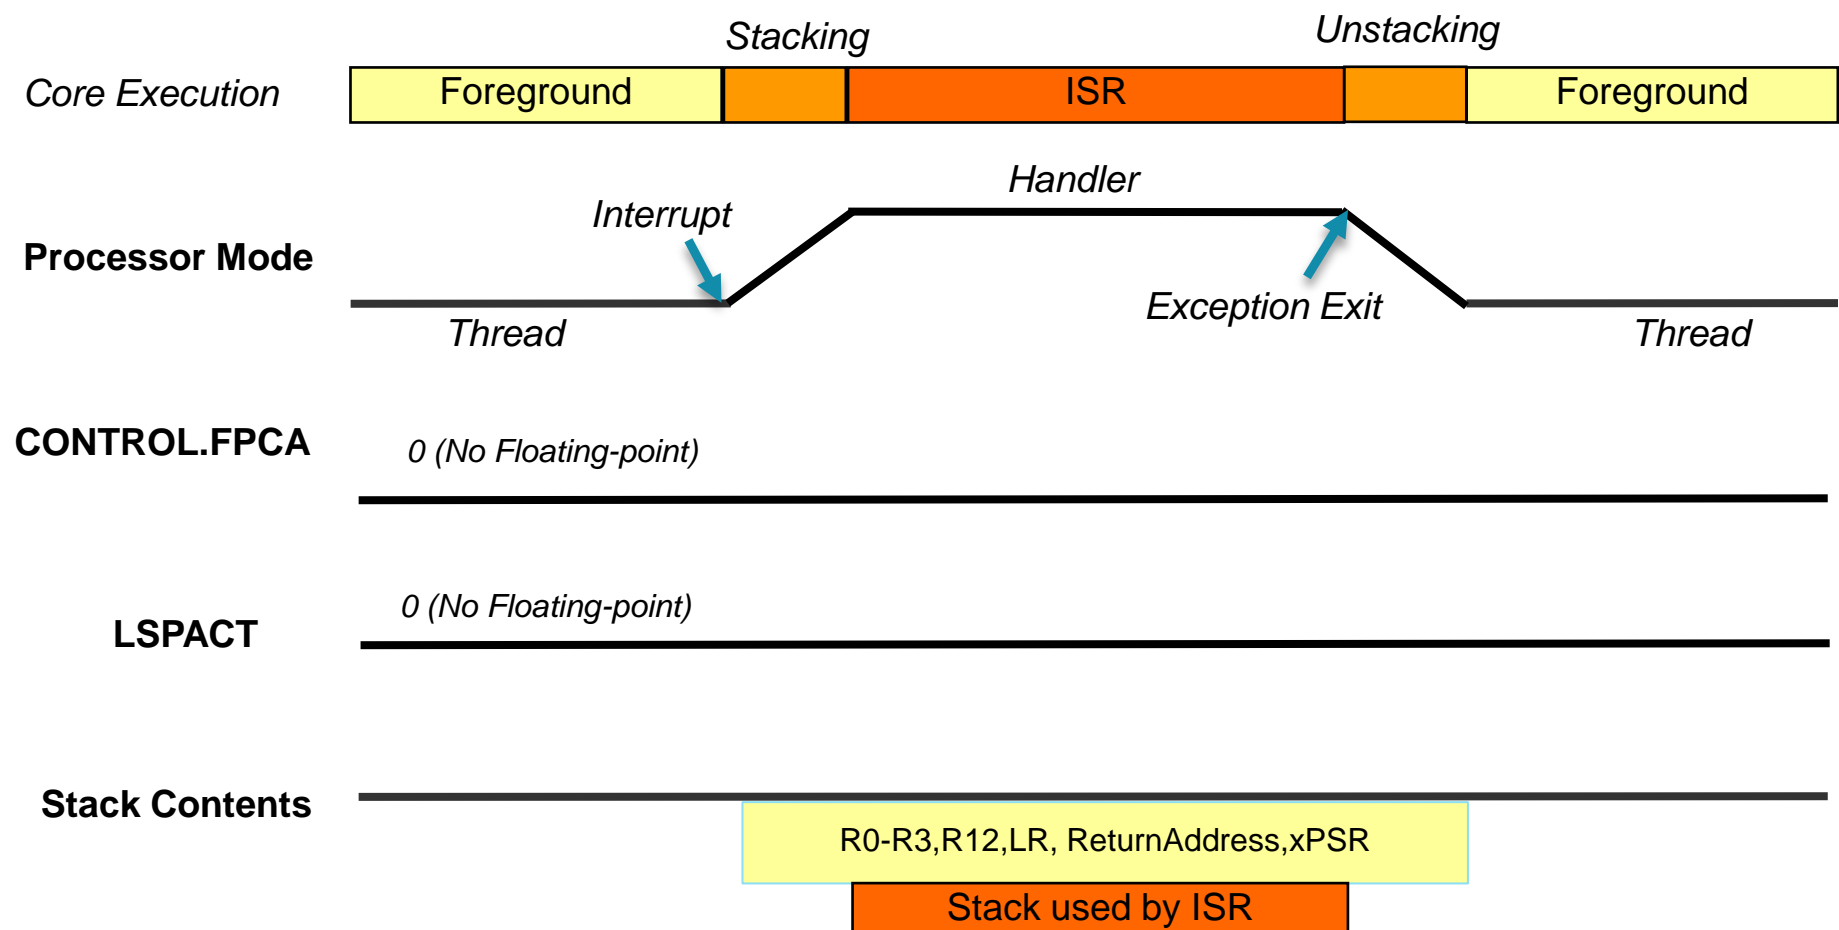 Stacking
Unstacking
Core Execution
Foreground
ISR
Foreground
Handler
Interrupt
Processor Mode
Exception Exit
Thread
Thread
CONTROL.FPCA
0 (No Floating-point)
0 (No Floating-point)
LSPACT
Stack Contents
R0-R3,R12,LR, ReturnAddress,xPSR
Stack used by ISR